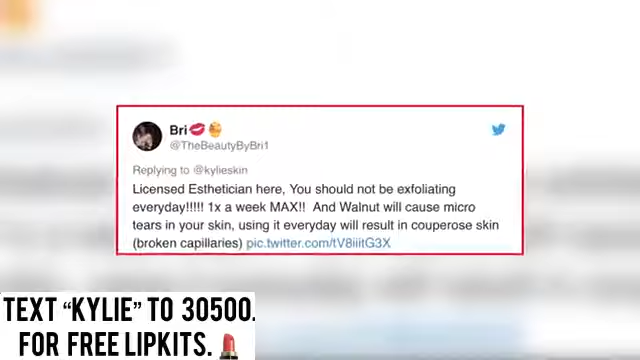 Bri💋
@TheBeautyByBri1
Replying to @kylieskin
Licensed Esthetician here, You should not be exfoliating
everyday!!!!! 1x a week MAX!! And Walnut will cause micro
tears in your skin, using it everyday will result in couperose skin
(broken capillaries) pic.twitter.com/tV8iiitG3X
TEXT “KYLIE” TO 30500.
FOR FREE LIPKITS.💄